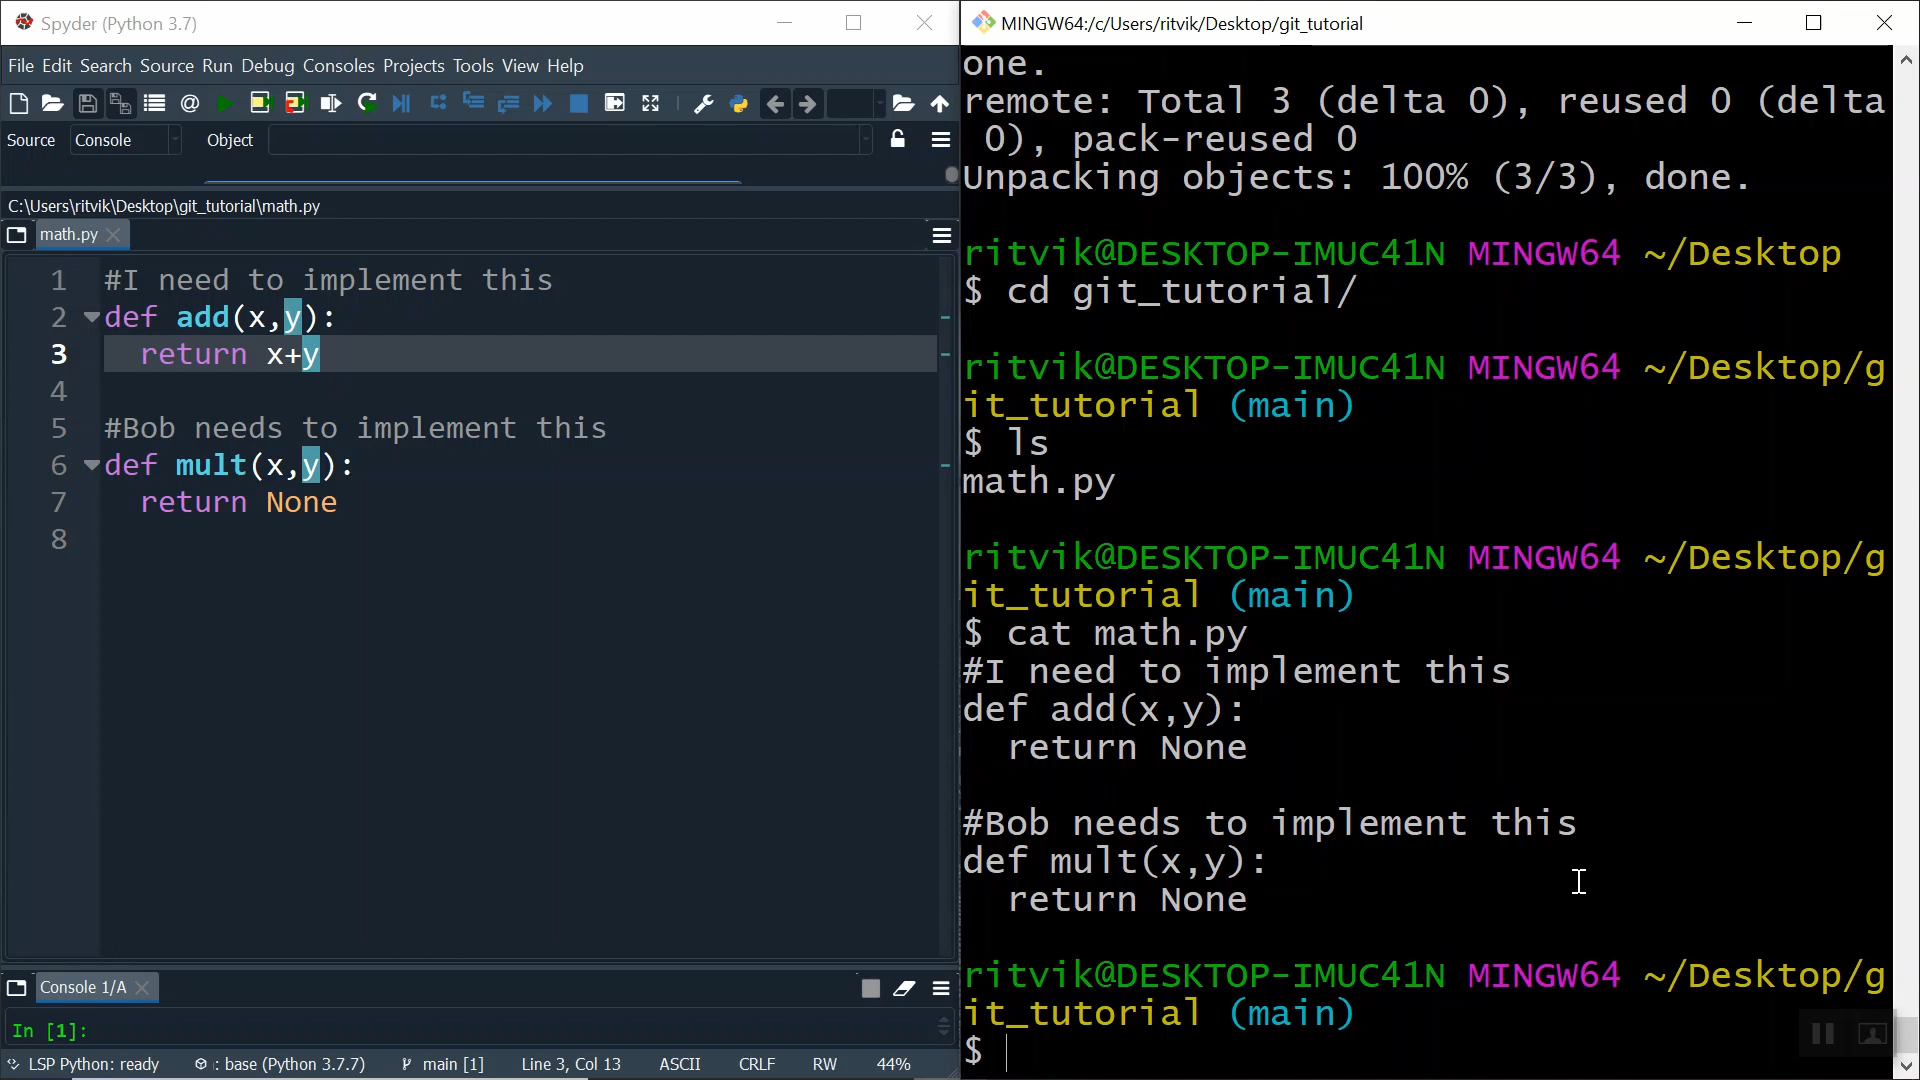 Spyder (Python 3.7)
File Edit Search Source Run Debug Consoles Projects Tools View Help
Source Console Object
C:\Users\ritvik\Desktop\git_tutorial\math.py
math.py
1 #I need to implement this
2 def add(x,y):
3   return x+y
4
5 #Bob needs to implement this
6 def mult(x,y):
7   return None
8
Console 1/A
In [1]:
LSP Python: ready : base (Python 3.7.7) main [1] Line 3, Col 13 ASCII CRLF RW 44%
MINGW64:/c/Users/ritvik/Desktop/git_tutorial
one.
remote: Total 3 (delta 0), reused 0 (delta
 0), pack-reused 0
Unpacking objects: 100% (3/3), done.
ritvik@DESKTOP-IMUC41N MINGW64 ~/Desktop
$ cd git_tutorial/
ritvik@DESKTOP-IMUC41N MINGW64 ~/Desktop/g
it_tutorial (main)
$ ls
math.py
ritvik@DESKTOP-IMUC41N MINGW64 ~/Desktop/g
it_tutorial (main)
$ cat math.py
#I need to implement this
def add(x,y):
  return None
#Bob needs to implement this
def mult(x,y):
  return None
ritvik@DESKTOP-IMUC41N MINGW64 ~/Desktop/g
it_tutorial (main)
$